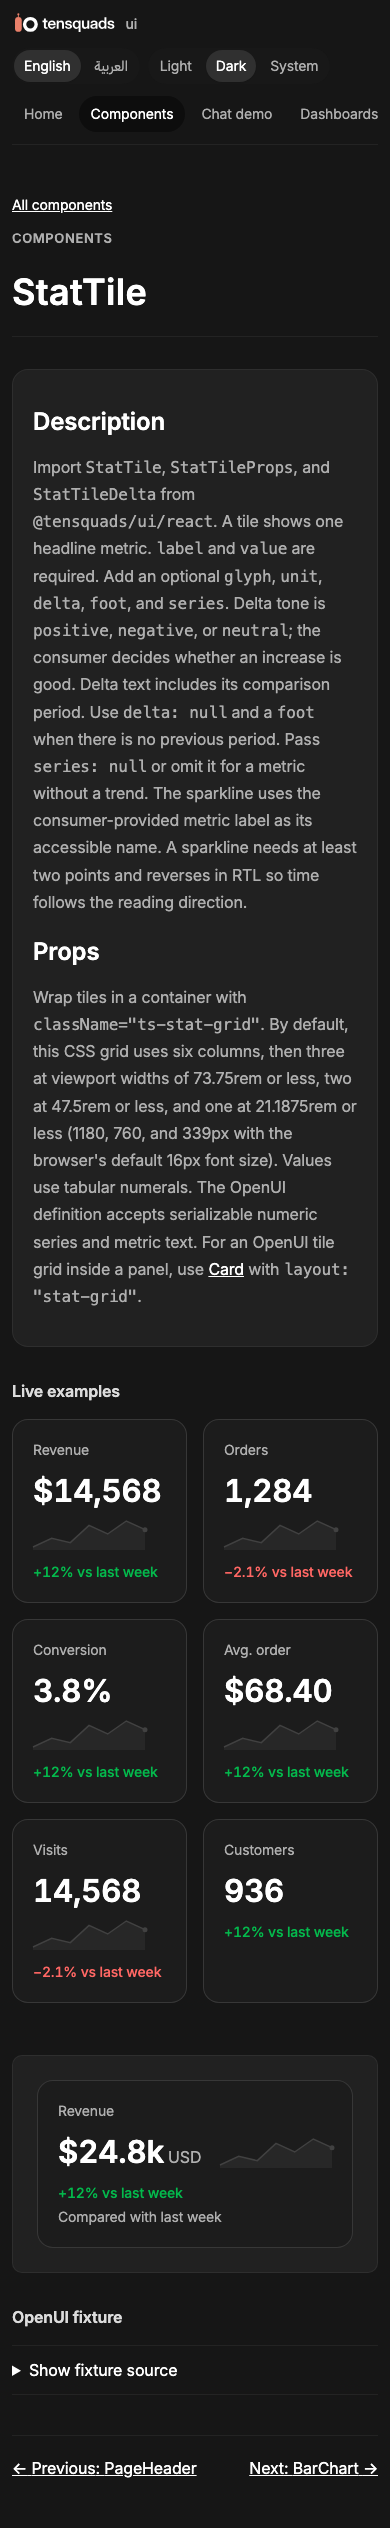 tensquads ui
English العربية Light Dark System
Home Components Chat demo Dashboards
All components
COMPONENTS
StatTile
Description
Import StatTile, StatTileProps, and
StatTileDelta from
@tensquads/ui/react. A tile shows one
headline metric. label and value are
required. Add an optional glyph, unit,
delta, foot, and series. Delta tone is
positive, negative, or neutral; the
consumer decides whether an increase is
good. Delta text includes its comparison
period. Use delta: null and a foot
when there is no previous period. Pass
series: null or omit it for a metric
without a trend. The sparkline uses the
consumer-provided metric label as its
accessible name. A sparkline needs at least
two points and reverses in RTL so time
follows the reading direction.
Props
Wrap tiles in a container with
className="ts-stat-grid". By default,
this CSS grid uses six columns, then three
at viewport widths of 73.75rem or less, two
at 47.5rem or less, and one at 21.1875rem or
less (1180, 760, and 339px with the
browser's default 16px font size). Values
use tabular numerals. The OpenUI
definition accepts serializable numeric
series and metric text. For an OpenUI tile
grid inside a panel, use Card with layout:
"stat-grid".
Live examples
Revenue
$14,568
+12% vs last week
Orders
1,284
−2.1% vs last week
Conversion
3.8%
+12% vs last week
Avg. order
$68.40
+12% vs last week
Visits
14,568
−2.1% vs last week
Customers
936
+12% vs last week
Revenue
$24.8k USD
+12% vs last week
Compared with last week
OpenUI fixture
▶ Show fixture source
← Previous: PageHeader
Next: BarChart →